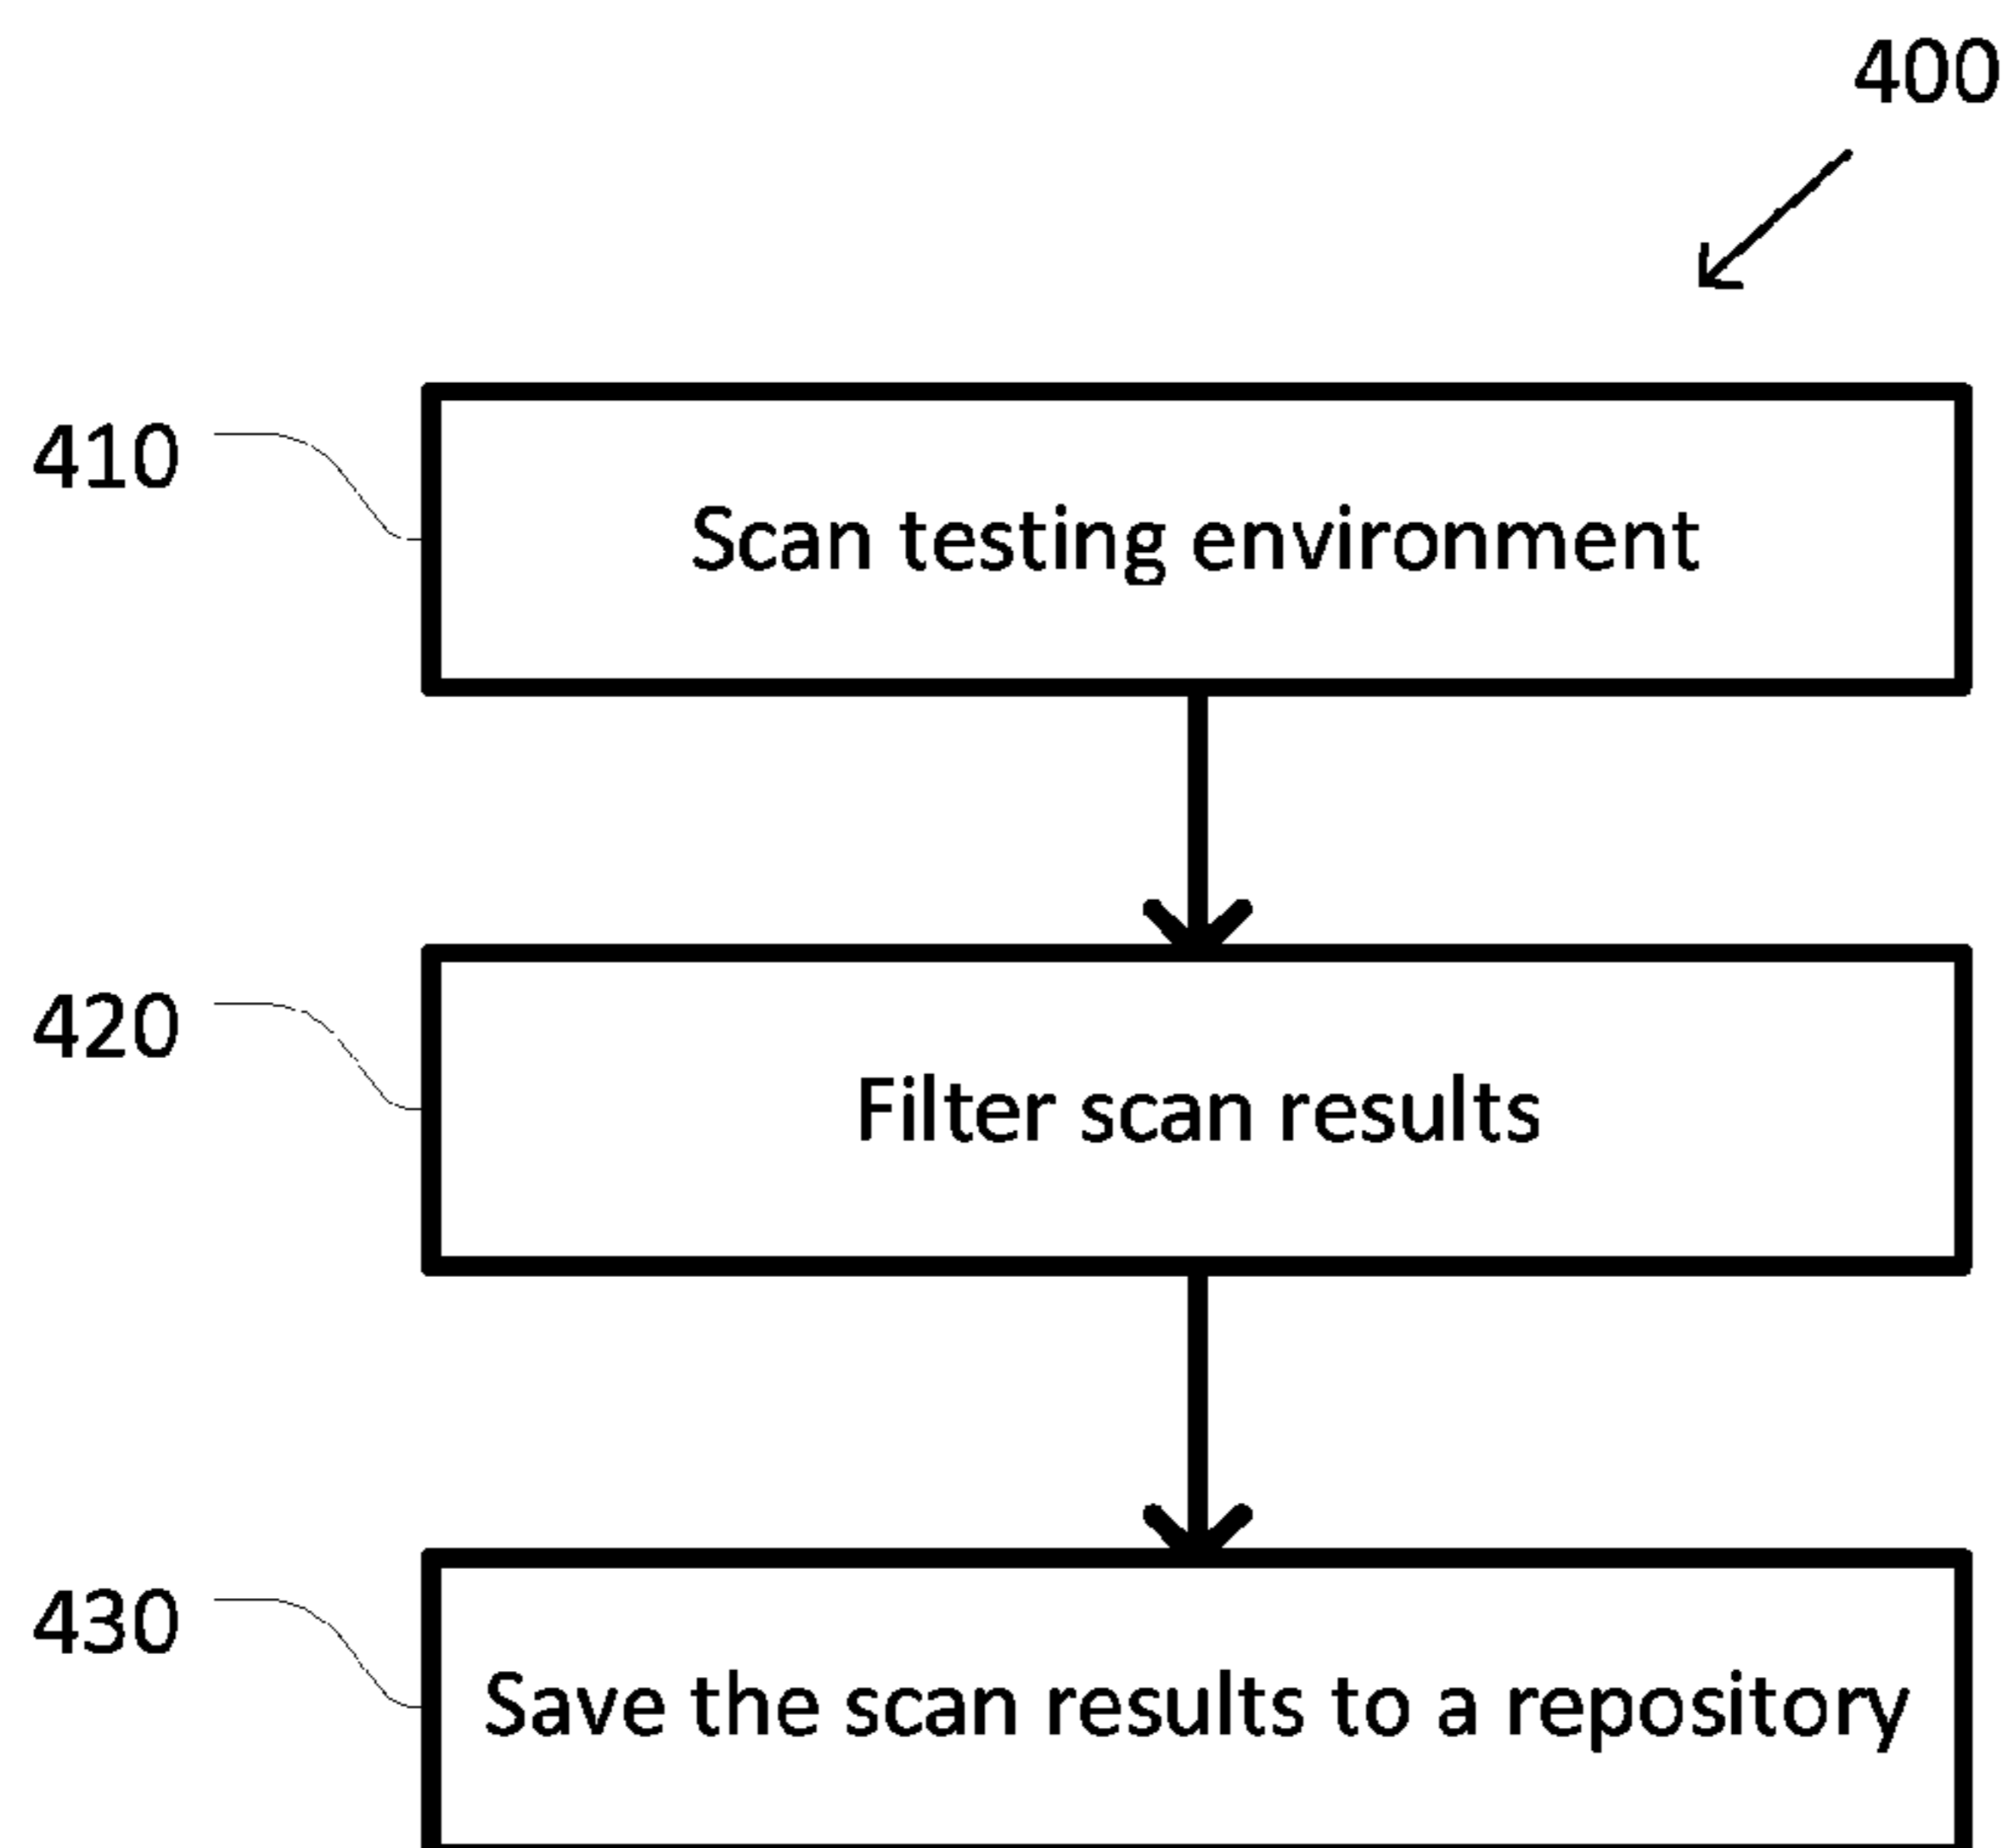 400
410
Scan testing environment
420
Filter scan results
430
Save the scan results to a repository